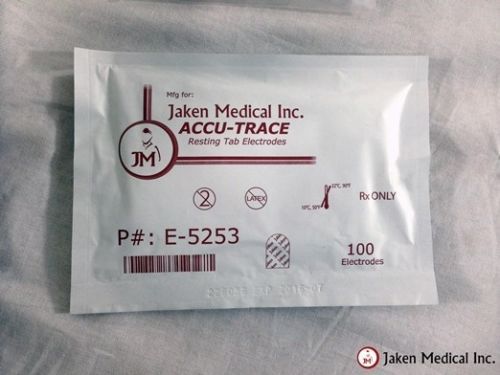 Mfg for:
Jaken Medical Inc.
ACCU-TRACE
Resting Tab Electrodes
JM
2
LATEX
Rx ONLY
P#: E-5253
100
Electrodes
JM
Jaken Medical Inc.